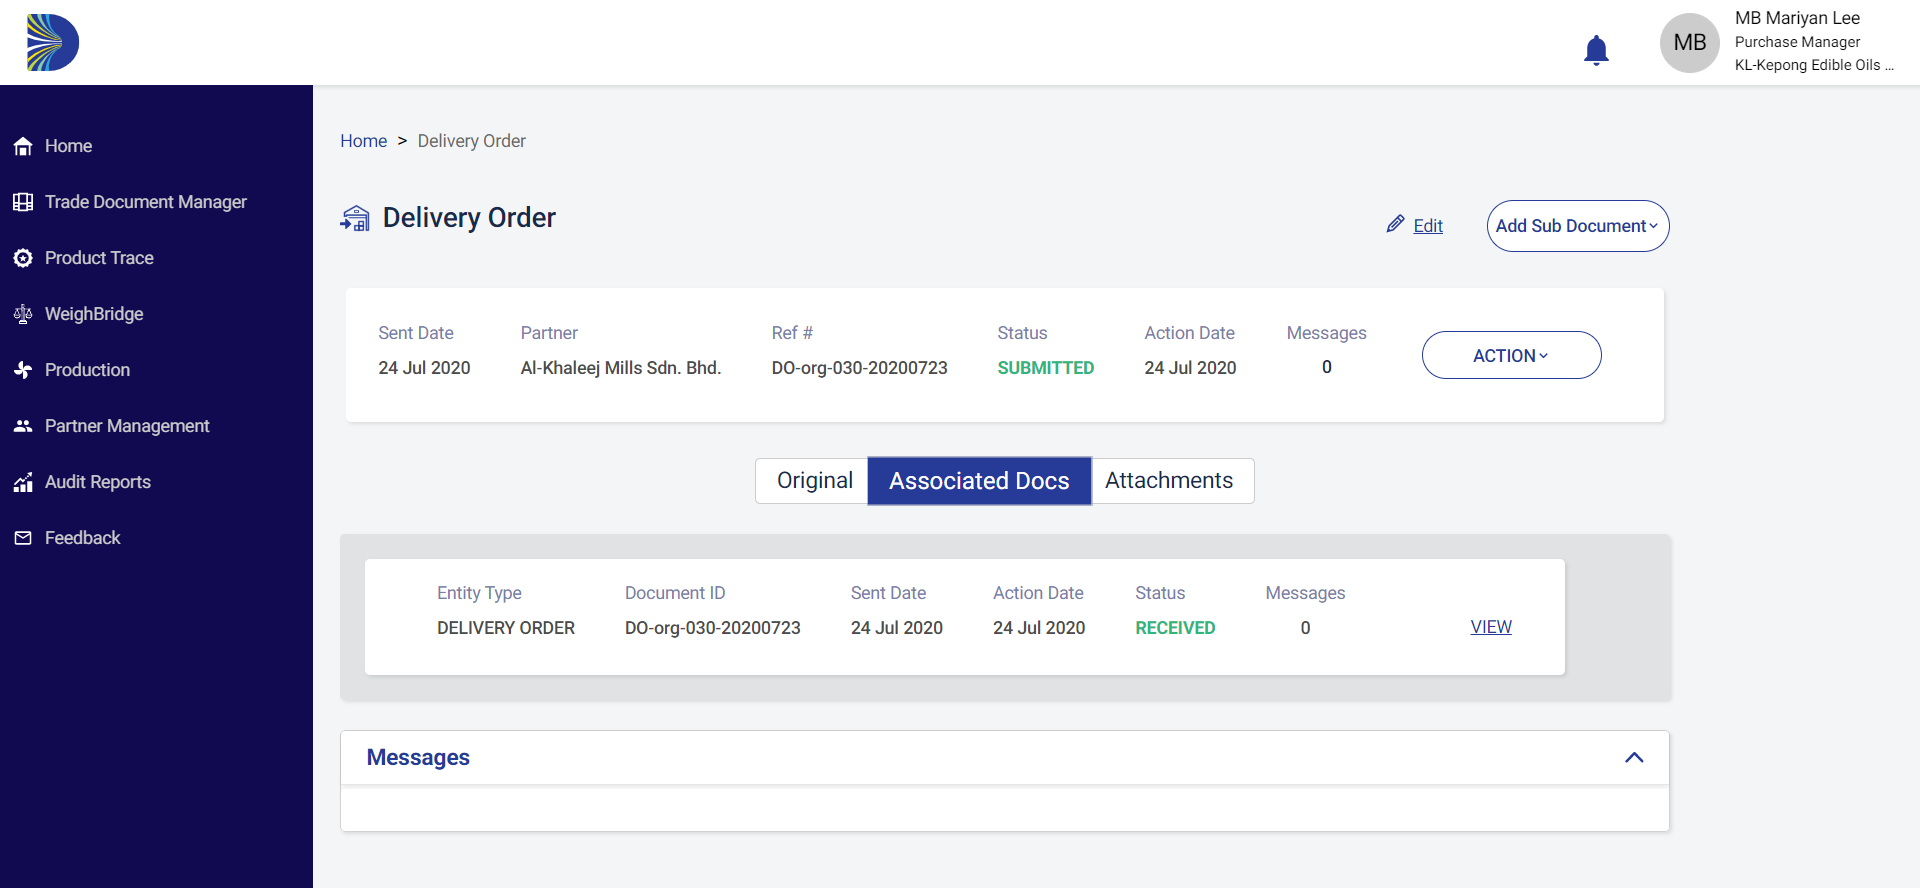 MB
MB Mariyan Lee
Purchase Manager
KL-Kepong Edible Oils ...
Home
Trade Document Manager
Product Trace
WeighBridge
Production
Partner Management
Audit Reports
Feedback
Home > Delivery Order
Delivery Order
Edit
Add Sub Document
Sent Date Partner Ref # Status Action Date Messages
24 Jul 2020 Al-Khaleej Mills Sdn. Bhd. DO-org-030-20200723 SUBMITTED 24 Jul 2020 0
ACTION
Original Associated Docs Attachments
Entity Type Document ID Sent Date Action Date Status Messages
DELIVERY ORDER DO-org-030-20200723 24 Jul 2020 24 Jul 2020 RECEIVED 0 VIEW
Messages